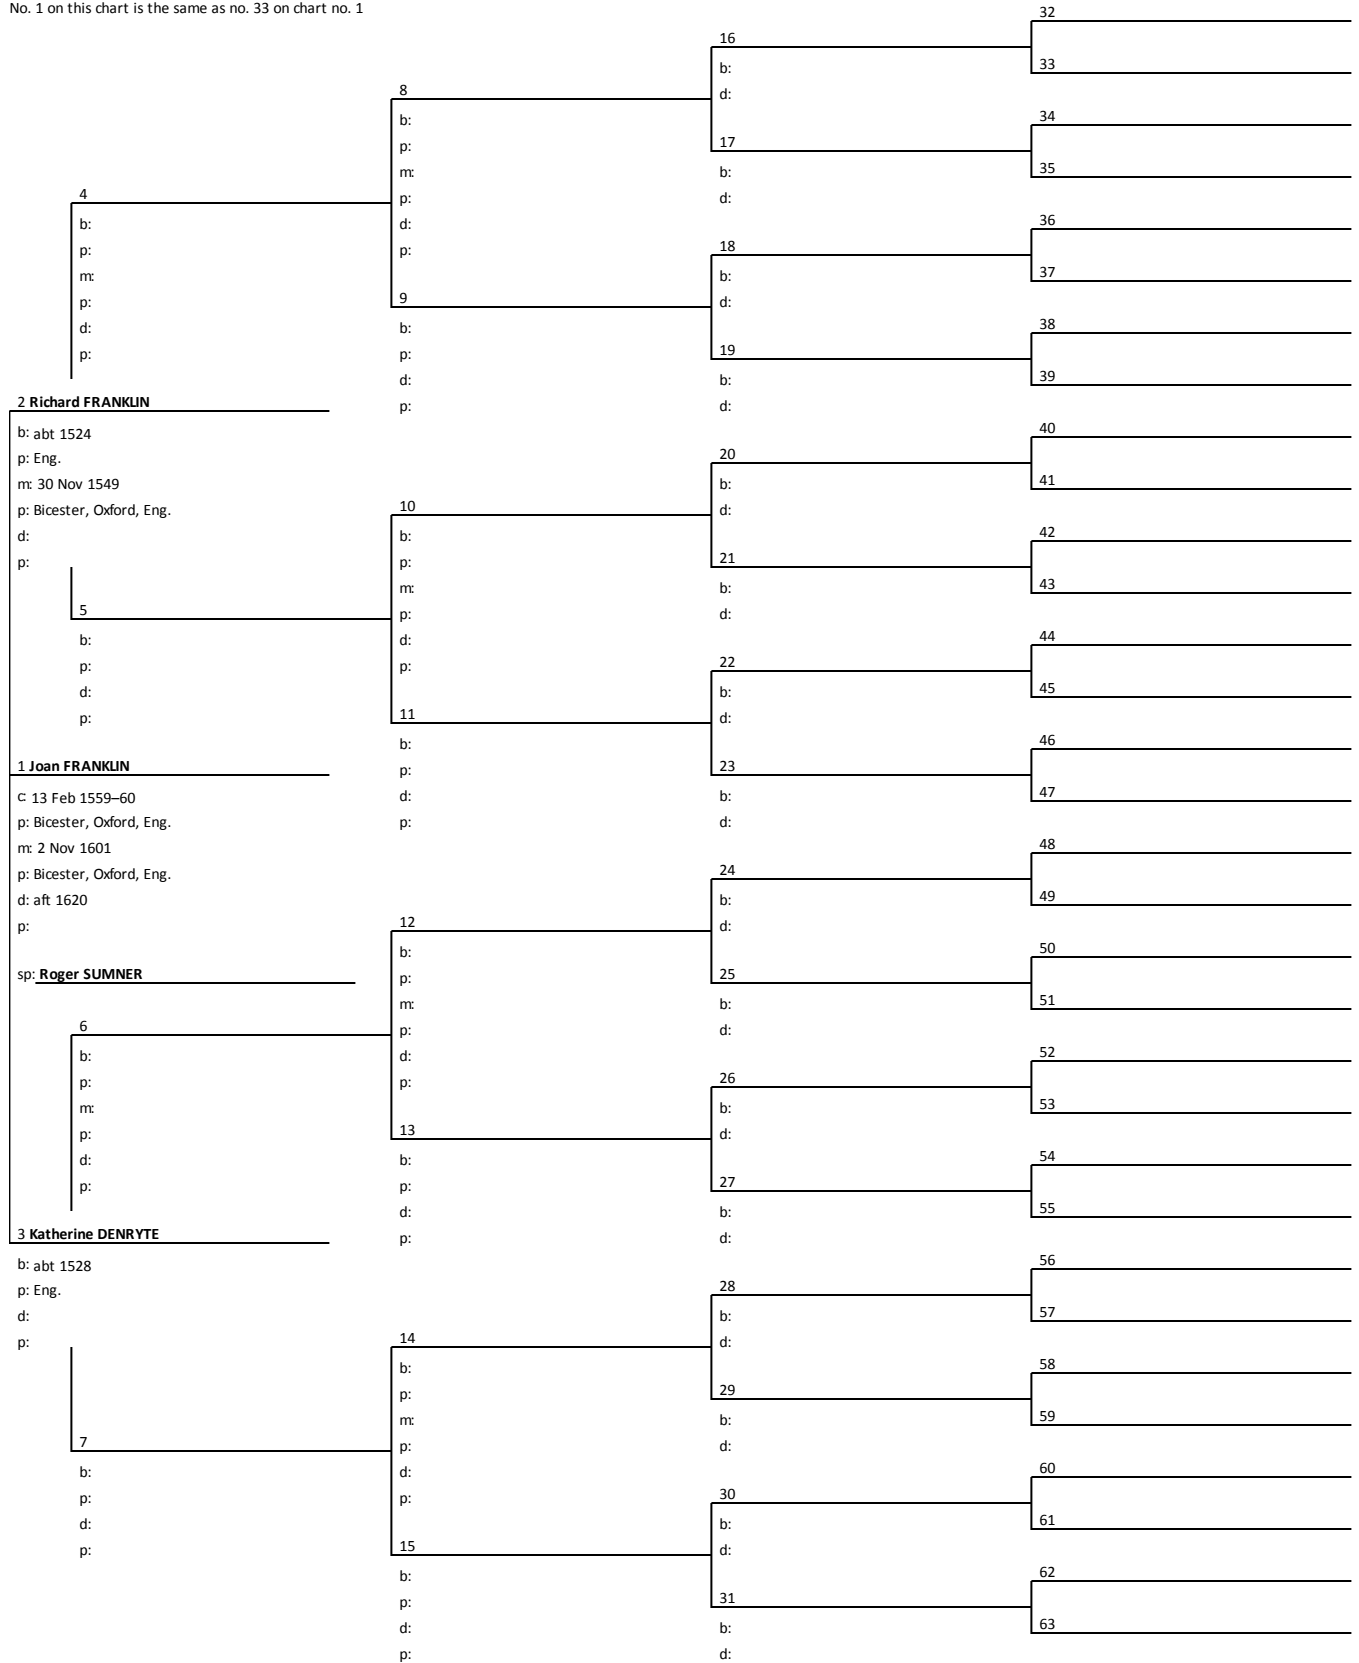 No. 1 on this chart is the same as no. 33 on chart no. 1
2 Richard FRANKLIN
b: abt 1524
p: Eng.
m: 30 Nov 1549
p: Bicester, Oxford, Eng.
d:
p:
1 Joan FRANKLIN
c: 13 Feb 1559–60
p: Bicester, Oxford, Eng.
m: 2 Nov 1601
p: Bicester, Oxford, Eng.
d: aft 1620
p:
sp: Roger SUMNER
3 Katherine DENRYTE
b: abt 1528
p: Eng.
d:
p:
4
b:
p:
m:
p:
d:
p:
5
b:
p:
d:
p:
6
b:
p:
m:
p:
d:
p:
7
b:
p:
d:
p:
8
b:
p:
m:
p:
d:
p:
9
b:
p:
d:
p:
10
b:
p:
m:
p:
d:
p:
11
b:
p:
d:
p:
12
b:
p:
m:
p:
d:
p:
13
b:
p:
d:
p:
14
b:
p:
m:
p:
d:
p:
15
b:
p:
d:
p:
16
b:
d:
17
b:
d:
18
b:
d:
19
b:
d:
20
b:
d:
21
b:
d:
22
b:
d:
23
b:
d:
24
b:
d:
25
b:
d:
26
b:
d:
27
b:
d:
28
b:
d:
29
b:
d:
30
b:
d:
31
b:
d:
32
33
34
35
36
37
38
39
40
41
42
43
44
45
46
47
48
49
50
51
52
53
54
55
56
57
58
59
60
61
62
63